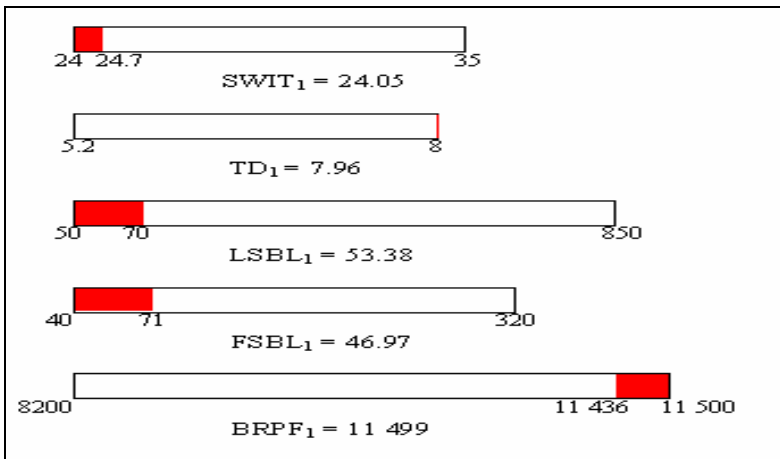 24 24.7 35
SWIT₁ = 24.05
5.2 8
TD₁ = 7.96
50 70 850
LSBL₁ = 53.38
40 71 320
FSBL₁ = 46.97
8200 11 436 11 500
BRPF₁ = 11 499